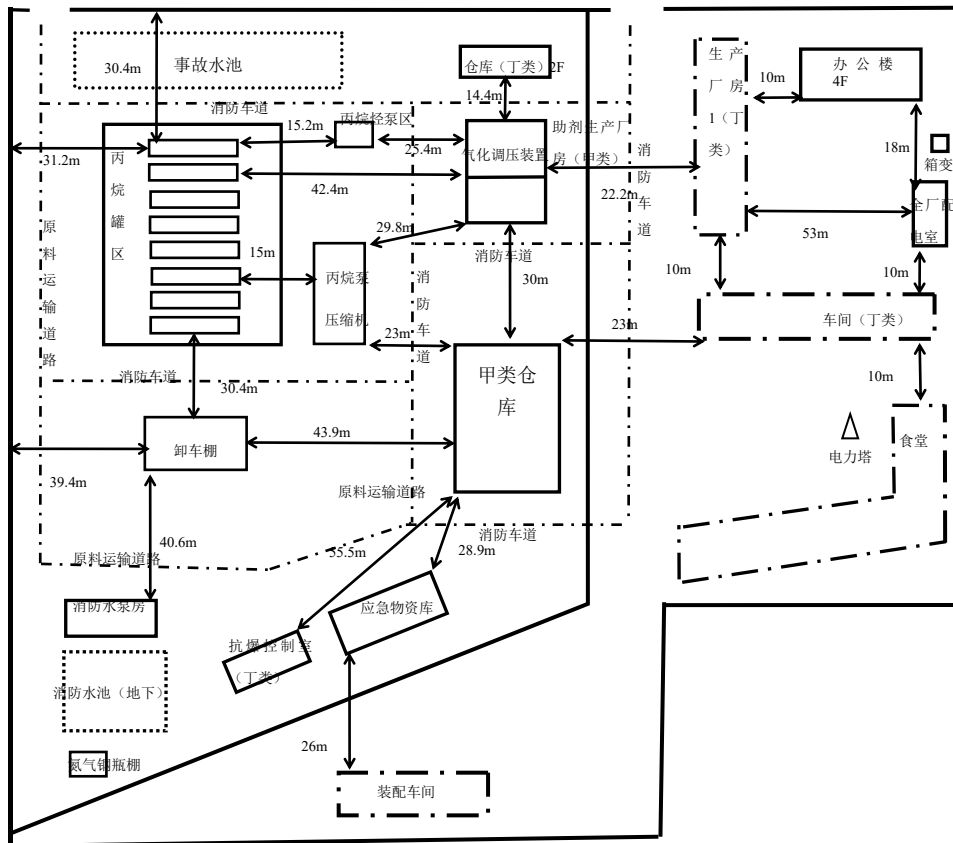 30.4m
事故水池
仓库（丁类）2F
14.4m
生产
厂房
1（丁
类）
10m
办公楼
4F
消防车道
15.2m
丙烷烃泵区
25.4m
气化调压装置
助剂生产厂
房（甲类）
消防车道
18m
箱变
31.2m
丙烷罐区
42.4m
22.2m
全厂配
电室
53m
原料运输道路
29.8m
15m
丙烷泵
压缩机
消防车道
消防车道
30m
10m
10m
23m
23m
车间（丁类）
消防车道
30.4m
甲类仓
库
10m
卸车棚
43.9m
电力塔
食堂
39.4m
原料运输道路
40.6m
原料运输道路
55.5m
消防车道
28.9m
消防水泵房
应急物资库
抗爆控制室
（丁类）
消防水池（地下）
26m
氮气钢瓶棚
装配车间